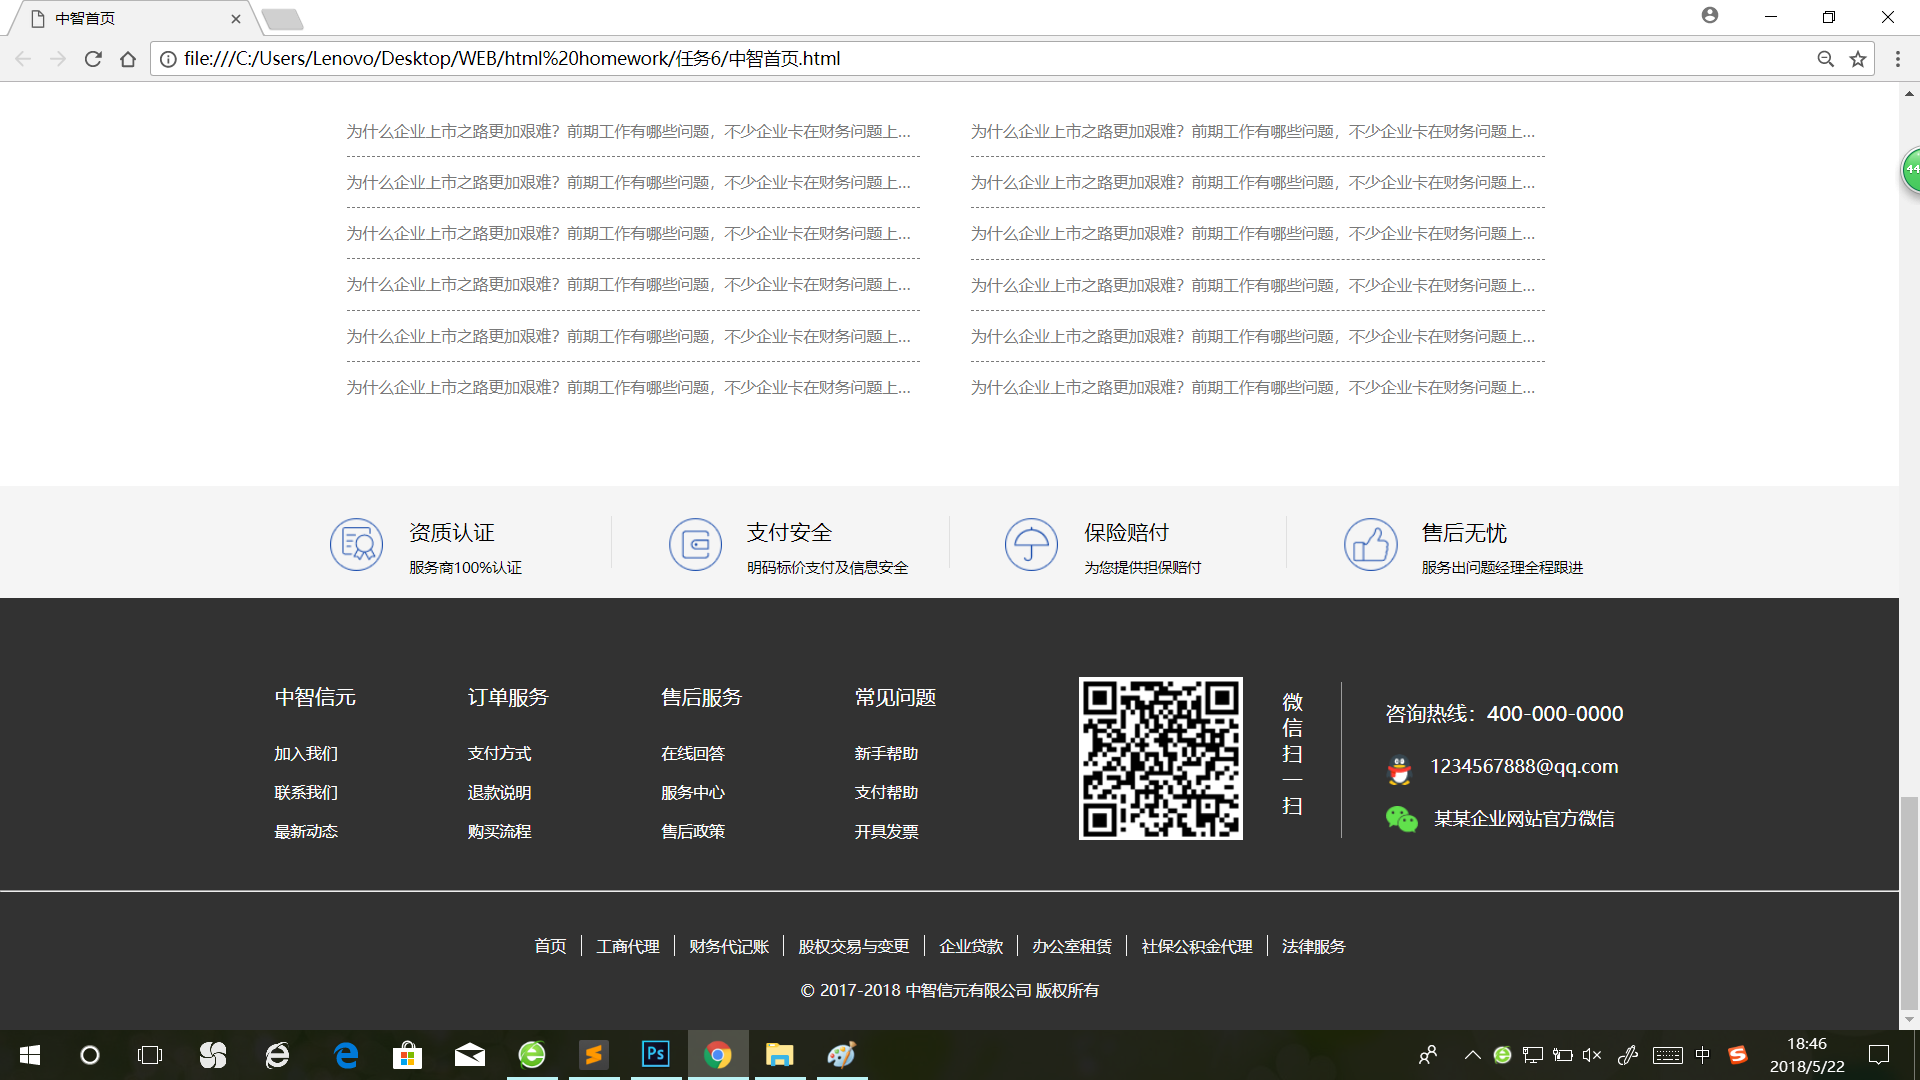 中智首页
file:///C:/Users/Lenovo/Desktop/WEB/html%20homework/任务6/中智首页.html
44
为什么企业上市之路更加艰难？前期工作有哪些问题，不少企业卡在财务问题上...
为什么企业上市之路更加艰难？前期工作有哪些问题，不少企业卡在财务问题上...
为什么企业上市之路更加艰难？前期工作有哪些问题，不少企业卡在财务问题上...
为什么企业上市之路更加艰难？前期工作有哪些问题，不少企业卡在财务问题上...
为什么企业上市之路更加艰难？前期工作有哪些问题，不少企业卡在财务问题上...
为什么企业上市之路更加艰难？前期工作有哪些问题，不少企业卡在财务问题上...
为什么企业上市之路更加艰难？前期工作有哪些问题，不少企业卡在财务问题上...
为什么企业上市之路更加艰难？前期工作有哪些问题，不少企业卡在财务问题上...
为什么企业上市之路更加艰难？前期工作有哪些问题，不少企业卡在财务问题上...
为什么企业上市之路更加艰难？前期工作有哪些问题，不少企业卡在财务问题上...
为什么企业上市之路更加艰难？前期工作有哪些问题，不少企业卡在财务问题上...
为什么企业上市之路更加艰难？前期工作有哪些问题，不少企业卡在财务问题上...
资质认证
服务商100%认证
支付安全
明码标价支付及信息安全
保险赔付
为您提供担保赔付
售后无忧
服务出问题经理全程跟进
中智信元
加入我们
联系我们
最新动态
订单服务
支付方式
退款说明
购买流程
售后服务
在线回答
服务中心
售后政策
常见问题
新手帮助
支付帮助
开具发票
微信扫一扫
咨询热线：400-000-0000
1234567888@qq.com
某某企业网站官方微信
首页 工商代理 财务代记账 股权交易与变更 企业贷款 办公室租赁 社保公积金代理 法律服务
© 2017-2018 中智信元有限公司 版权所有
Ps
中
18:46
2018/5/22